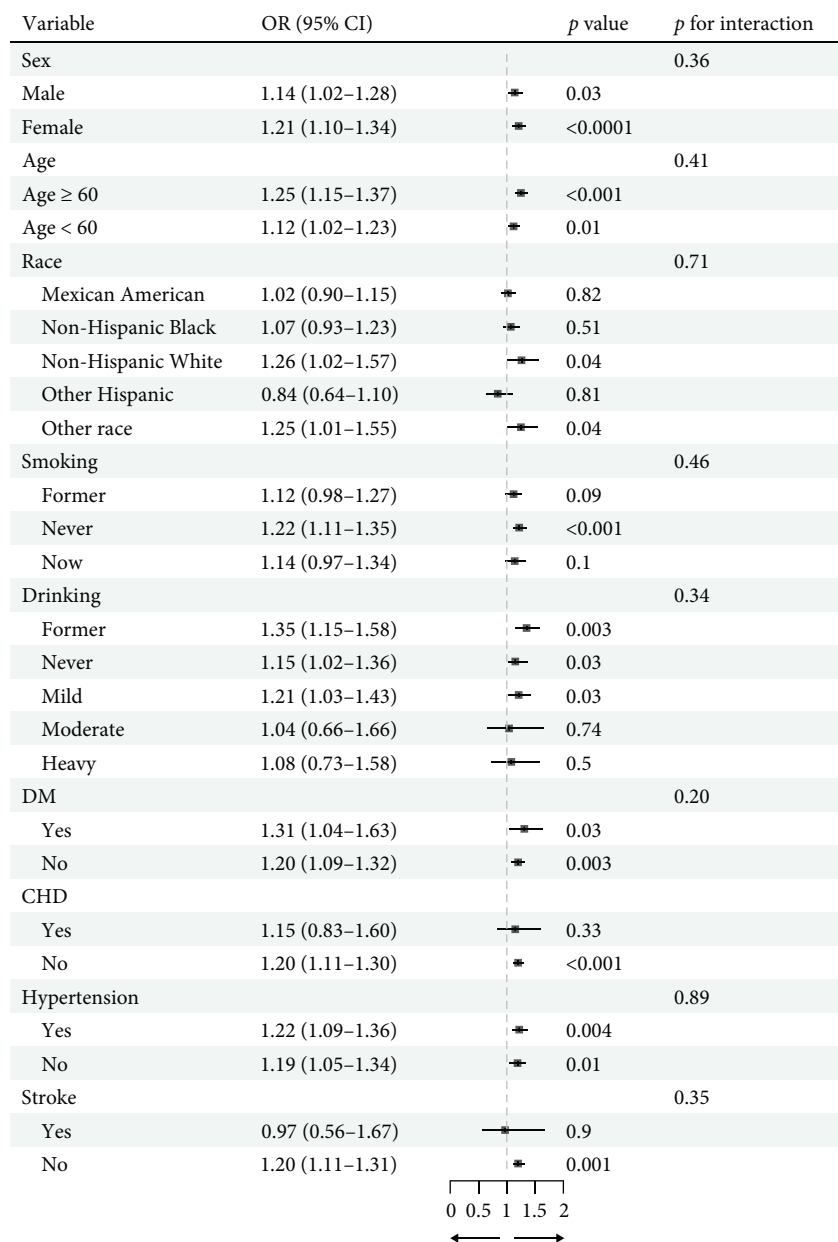 Variable OR (95% CI) p value p for interaction
Sex 0.36
Male 1.14 (1.02–1.28) 0.03
Female 1.21 (1.10–1.34) <0.0001
Age 0.41
Age ≥ 60 1.25 (1.15–1.37) <0.001
Age < 60 1.12 (1.02–1.23) 0.01
Race 0.71
Mexican American 1.02 (0.90–1.15) 0.82
Non-Hispanic Black 1.07 (0.93–1.23) 0.51
Non-Hispanic White 1.26 (1.02–1.57) 0.04
Other Hispanic 0.84 (0.64–1.10) 0.81
Other race 1.25 (1.01–1.55) 0.04
Smoking 0.46
Former 1.12 (0.98–1.27) 0.09
Never 1.22 (1.11–1.35) <0.001
Now 1.14 (0.97–1.34) 0.1
Drinking 0.34
Former 1.35 (1.15–1.58) 0.003
Never 1.15 (1.02–1.36) 0.03
Mild 1.21 (1.03–1.43) 0.03
Moderate 1.04 (0.66–1.66) 0.74
Heavy 1.08 (0.73–1.58) 0.5
DM 0.20
Yes 1.31 (1.04–1.63) 0.03
No 1.20 (1.09–1.32) 0.003
CHD
Yes 1.15 (0.83–1.60) 0.33
No 1.20 (1.11–1.30) <0.001
Hypertension 0.89
Yes 1.22 (1.09–1.36) 0.004
No 1.19 (1.05–1.34) 0.01
Stroke 0.35
Yes 0.97 (0.56–1.67) 0.9
No 1.20 (1.11–1.31) 0.001
0 0.5 1 1.5 2